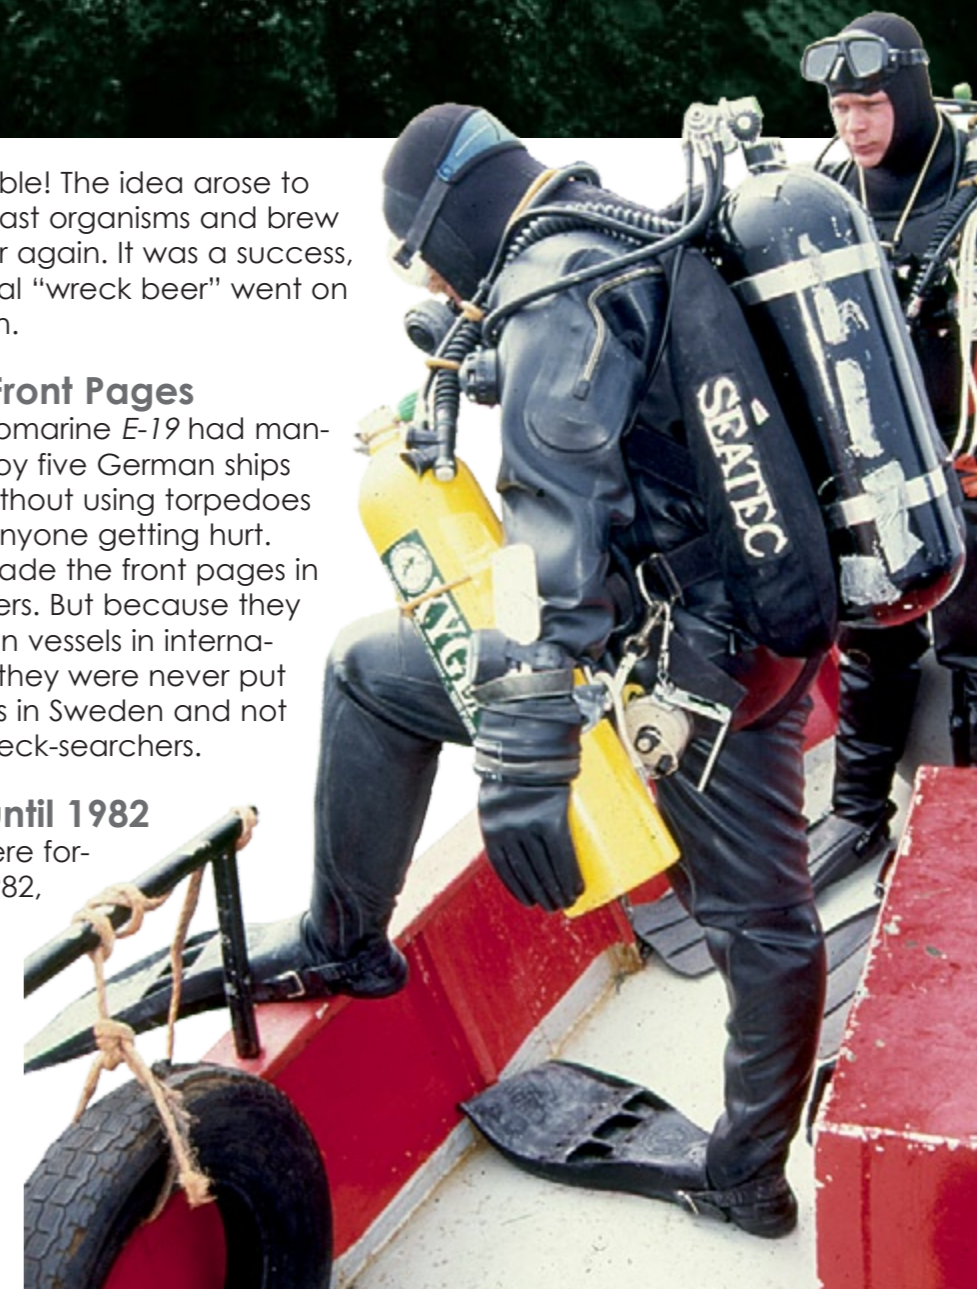 ble! The idea arose to
ast organisms and brew
r again. It was a success,
al “wreck beer” went on
n.
Front Pages
omarine E-19 had man-
oy five German ships
ithout using torpedoes
nyone getting hurt.
ade the front pages in
ers. But because they
n vessels in interna-
they were never put
s in Sweden and not
eck-searchers.
until 1982
ere for-
82,
SEATEC